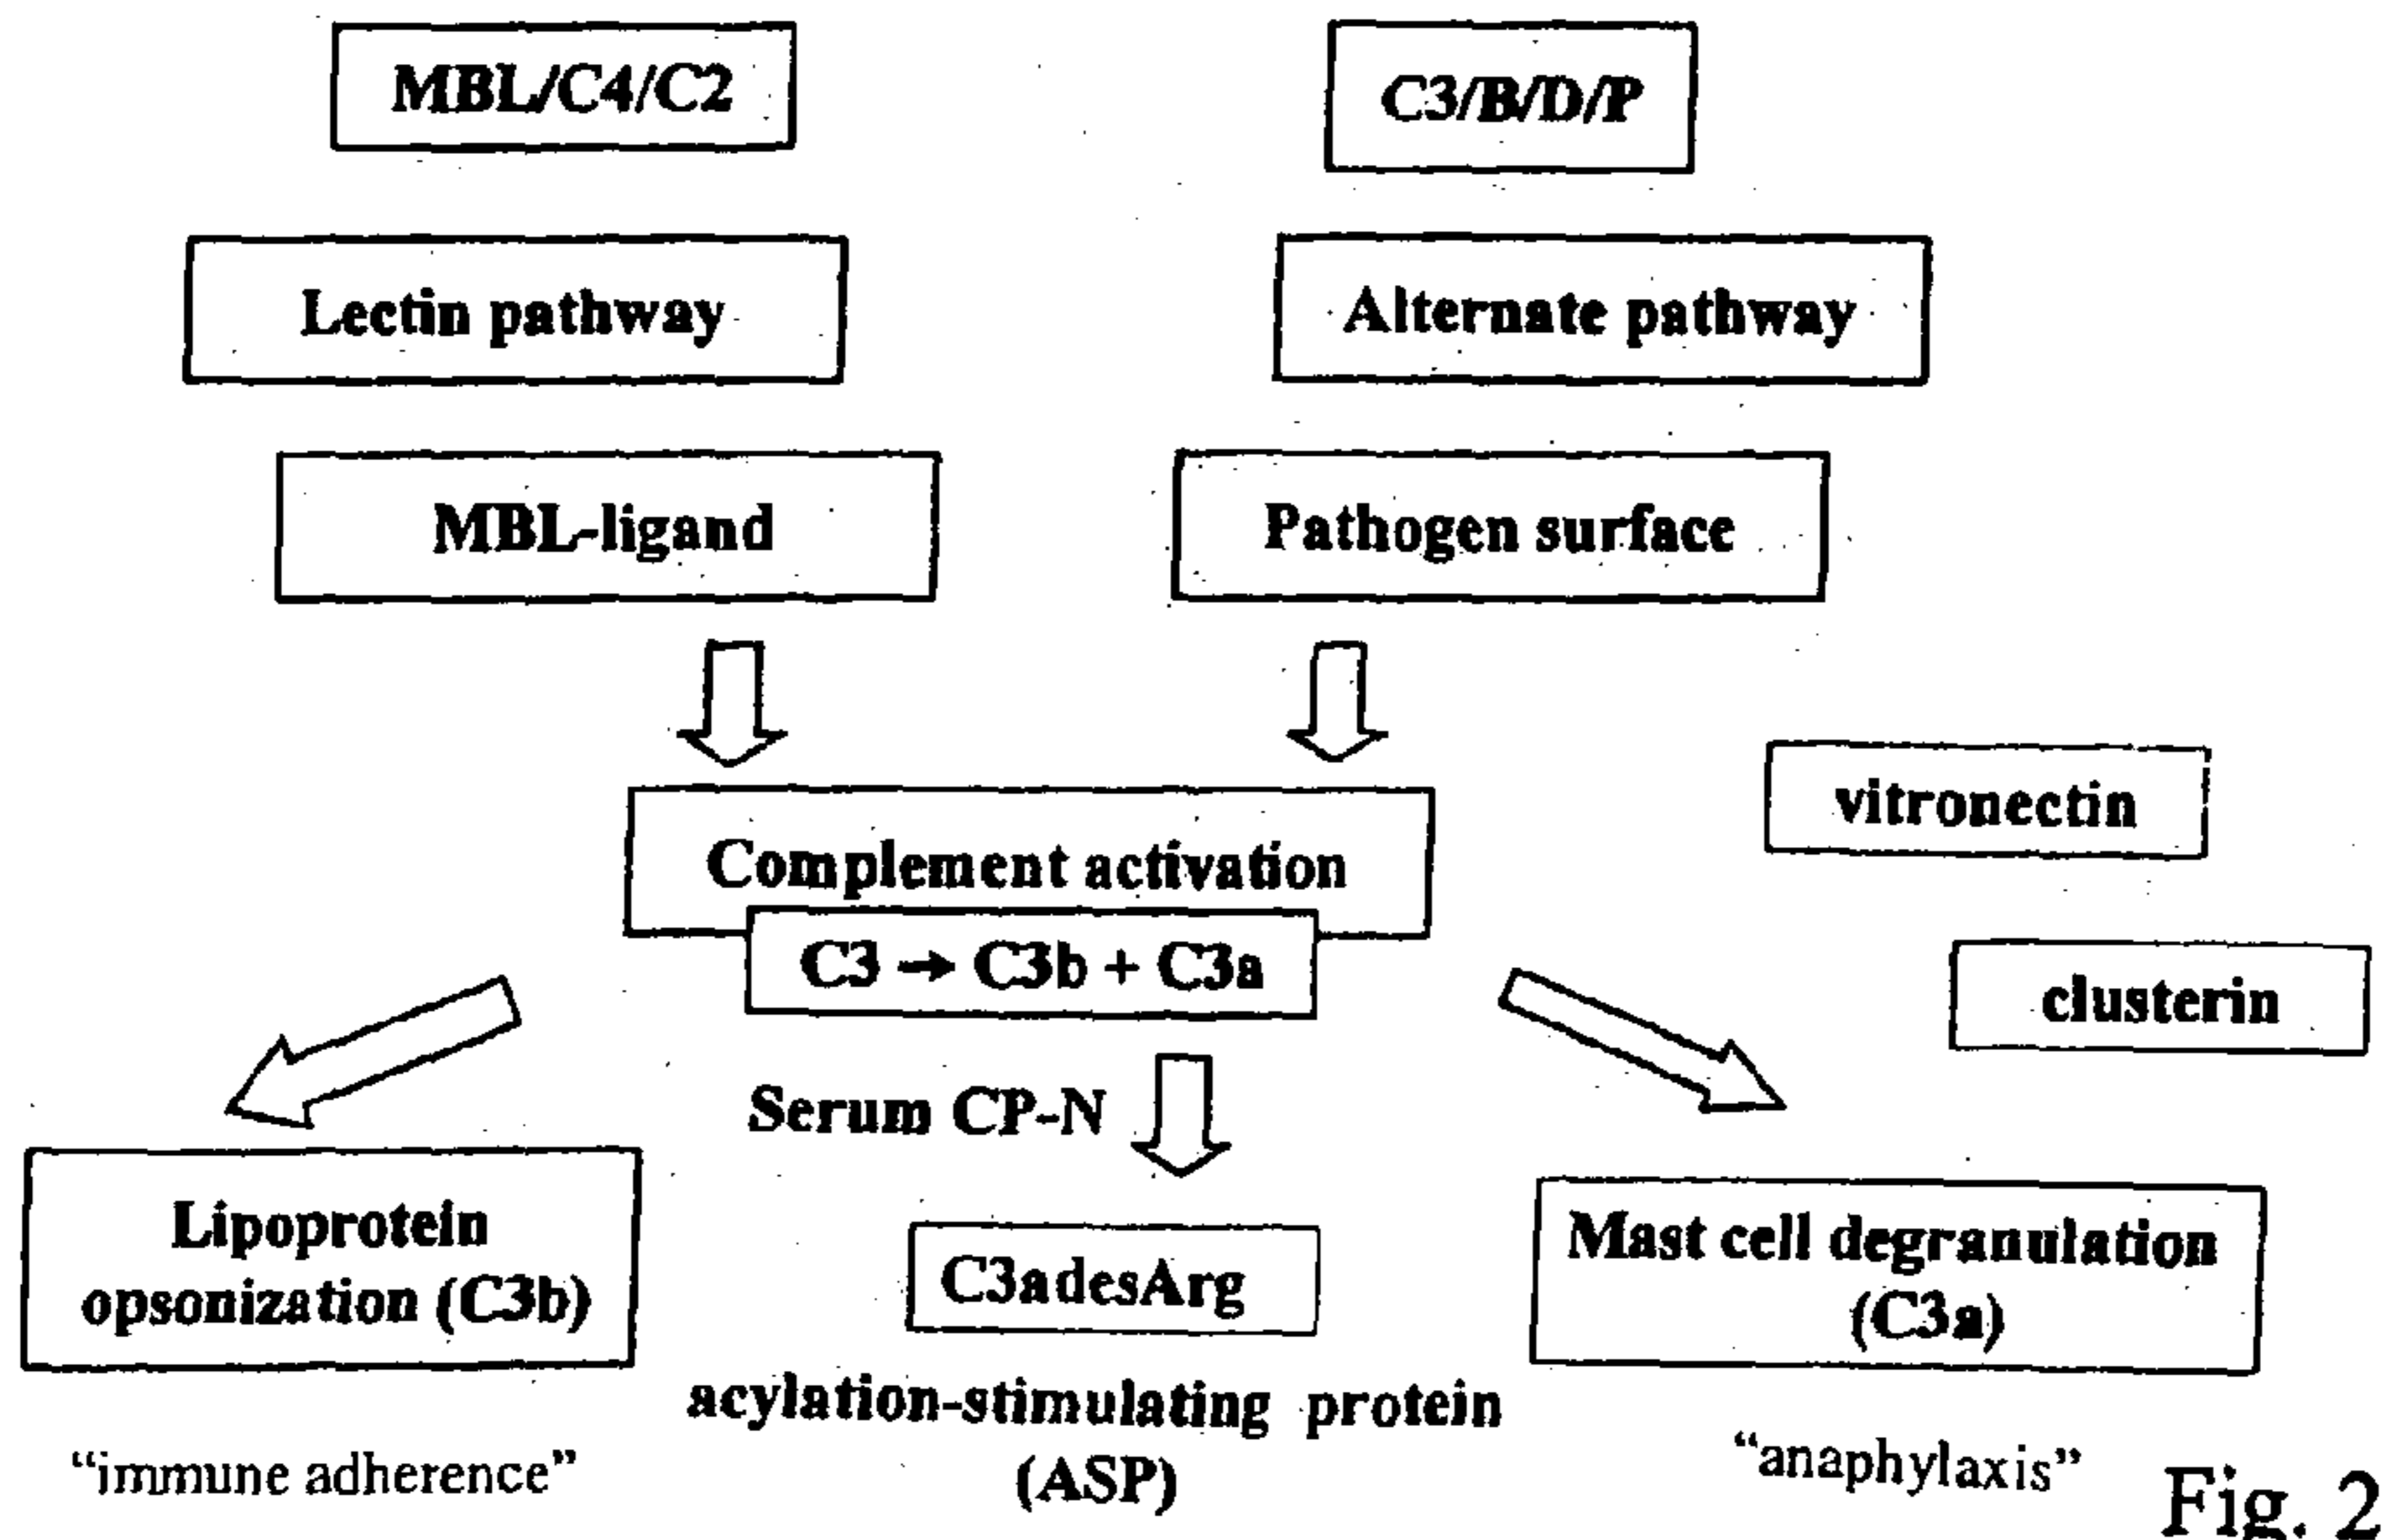 MBL/C4/C2
C3/B/D/P
Lectin pathway
Alternate pathway
MBL-ligand
Pathogen surface
vitronectin
Complement activation
C3 → C3b + C3a
clusterin
Serum CP-N
Lipoprotein
opsonization (C3b)
C3adesArg
Mast cell degranulation
(C3a)
acylation-stimulating protein
(ASP)
“immune adherence”
“anaphylaxis”
Fig. 2